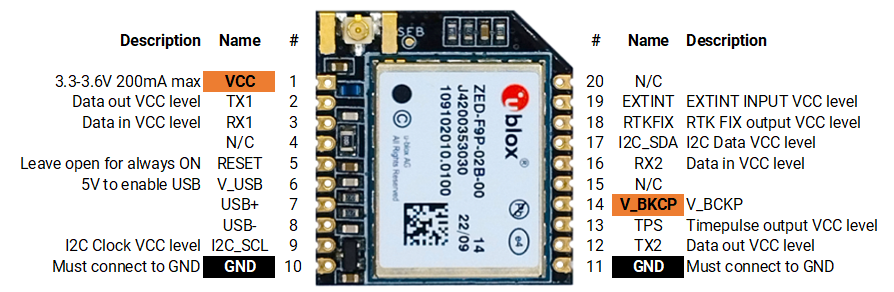 Description Name #
3.3-3.6V 200mA max VCC 1
Data out VCC level TX1 2
Data in VCC level RX1 3
N/C 4
Leave open for always ON RESET 5
5V to enable USB V_USB 6
USB+ 7
USB- 8
I2C Clock VCC level I2C_SCL 9
Must connect to GND GND 10
SFB
ublox®
ZED-F9P-02B-00
J4200353030
109102010.0100
u-blox AG
All Rights Reserved
14
22/09
e4
# Name Description
20 N/C
19 EXTINT EXTINT INPUT VCC level
18 RTKFIX RTK FIX output VCC level
17 I2C_SDA I2C Data VCC level
16 RX2 Data in VCC level
15 N/C
14 V_BKCP V_BCKP
13 TPS Timepulse output VCC level
12 TX2 Data out VCC level
11 GND Must connect to GND